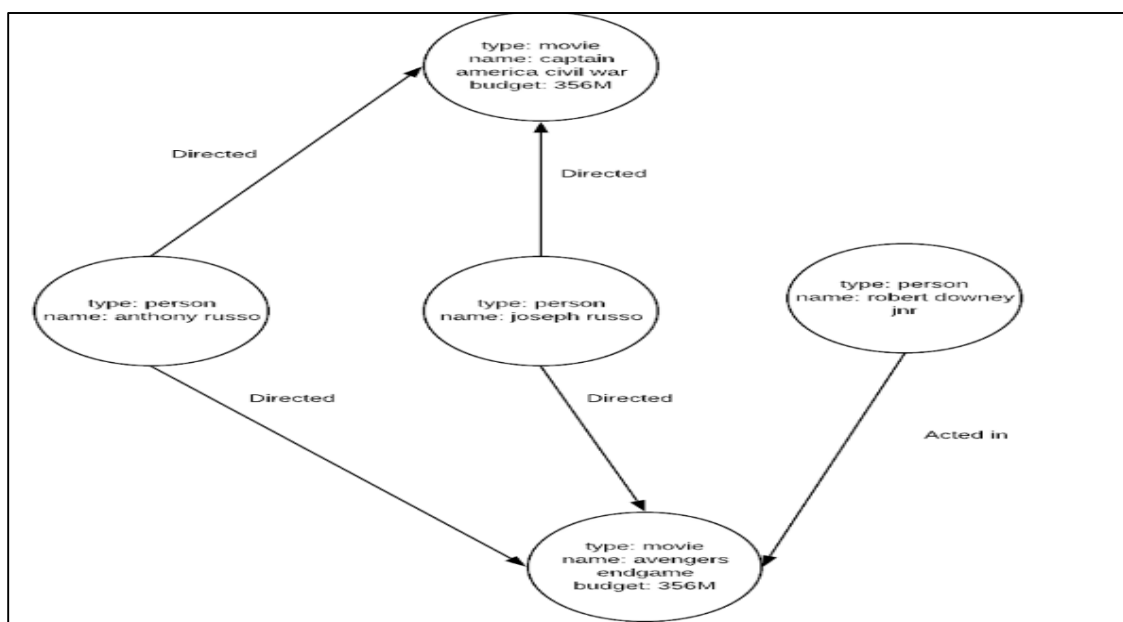 type: movie
name: captain
america civil war
budget: 356M
Directed
Directed
type: person
name: anthony russo
type: person
name: joseph russo
type: person
name: robert downey
jnr
Directed
Directed
Acted in
type: movie
name: avengers
endgame
budget: 356M